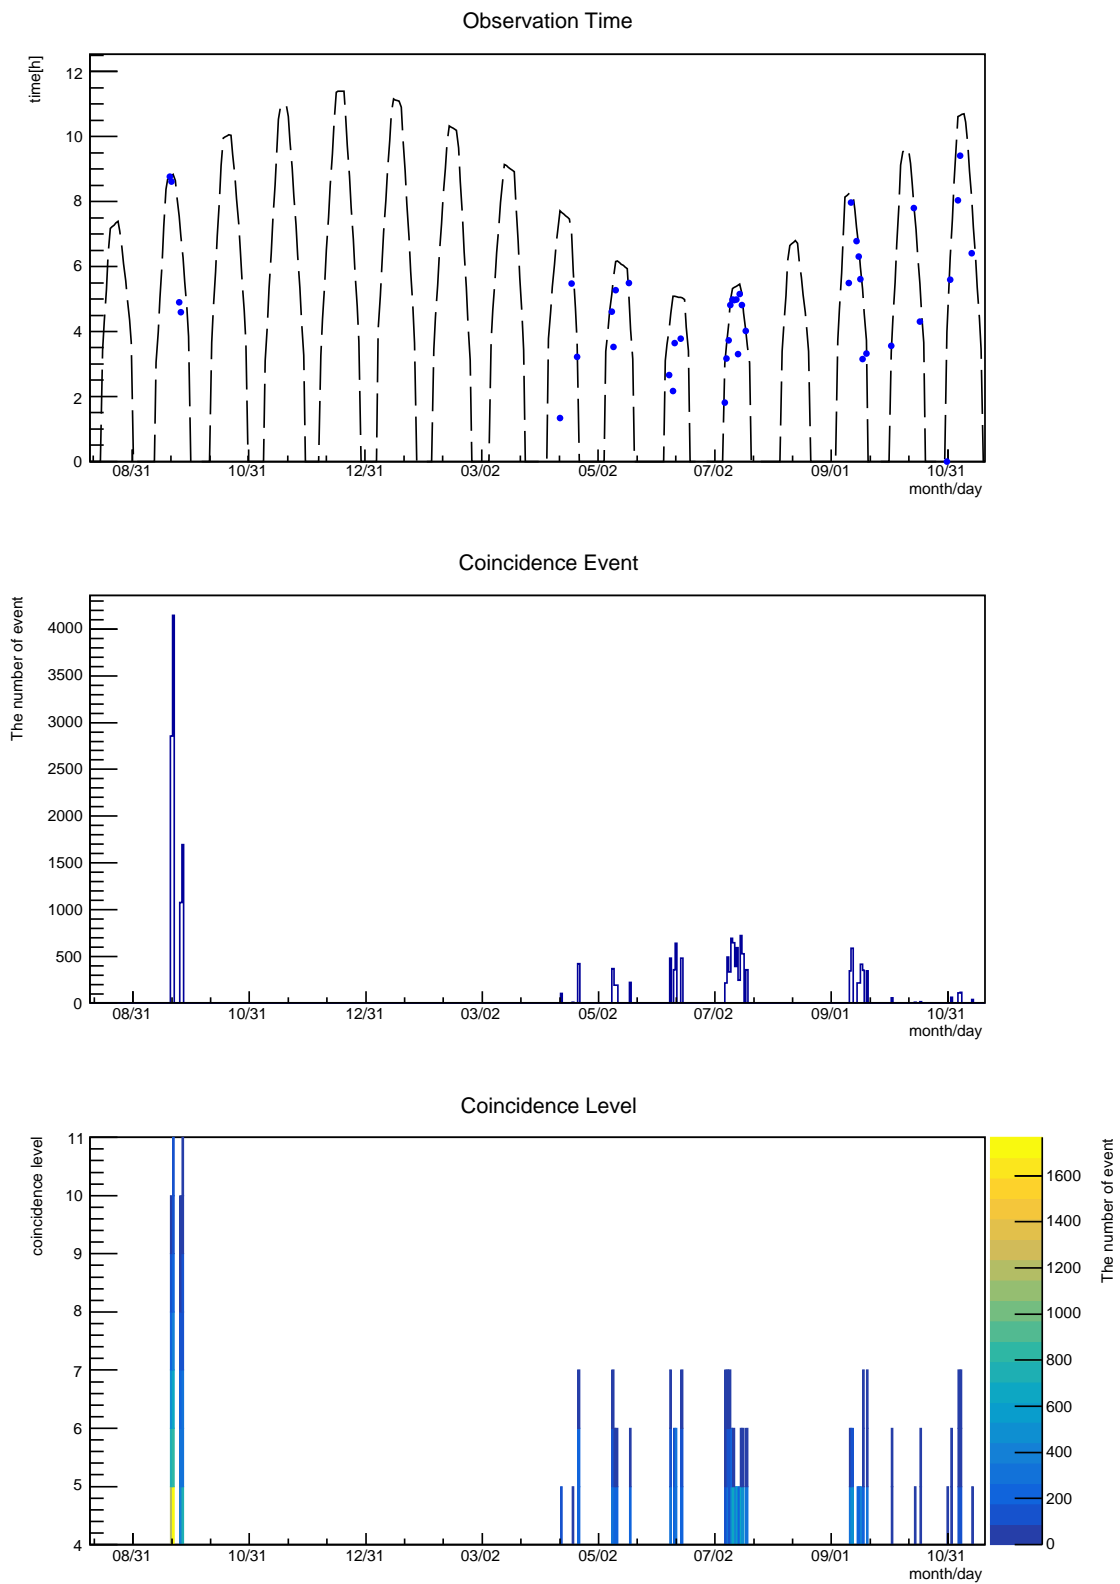 Observation Time
time[h]
12
10
8
6
4
2
0
08/31 10/31 12/31 03/02 05/02 07/02 09/01 10/31
month/day
Coincidence Event
The number of event
4000
3500
3000
2500
2000
1500
1000
500
0
08/31 10/31 12/31 03/02 05/02 07/02 09/01 10/31
month/day
Coincidence Level
coincidence level
11
10
9
8
7
6
5
4
08/31 10/31 12/31 03/02 05/02 07/02 09/01 10/31
month/day
1600
1400
1200
1000
800
600
400
200
0
The number of event